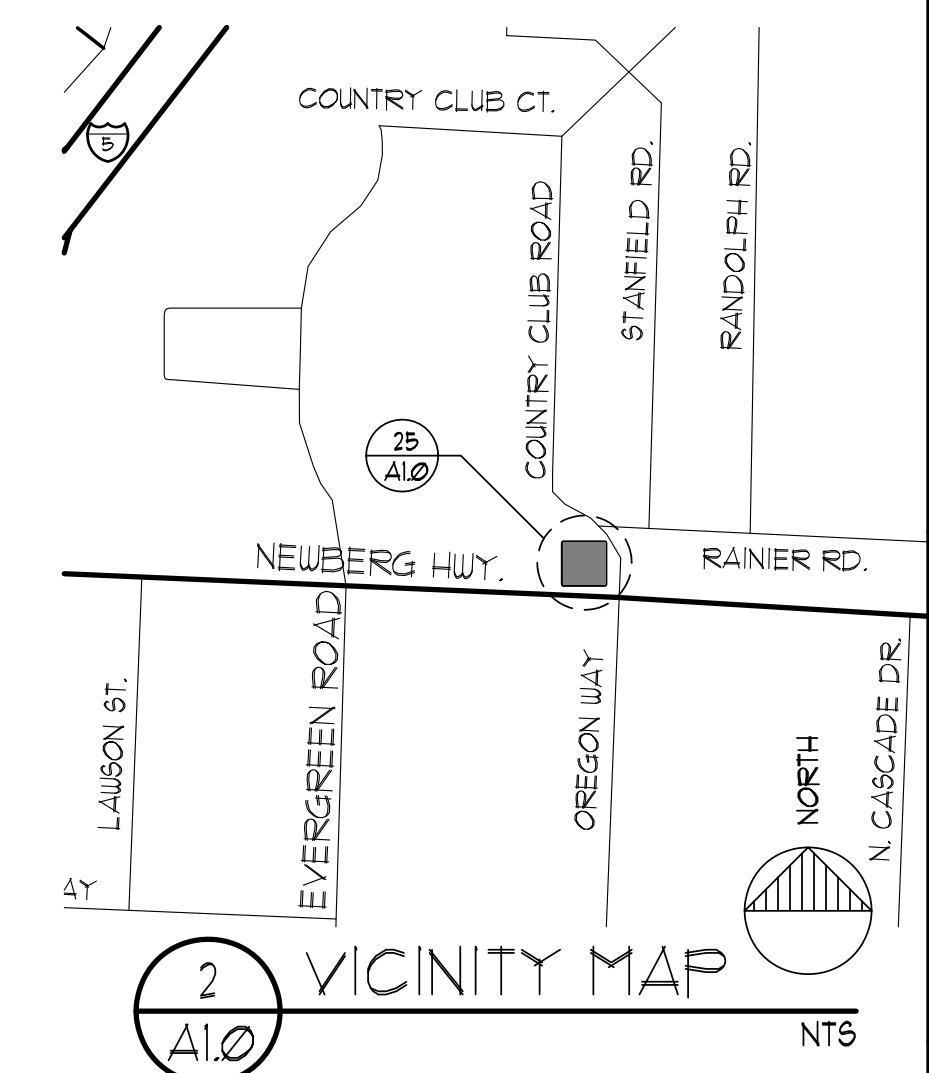 COUNTRY CLUB CT.
5
COUNTRY CLUB ROAD
STANFIELD RD.
RANDOLPH RD.
25
A1.Ø
NEWBERG HWY.
RAINIER RD.
LAWSON ST.
EVERGREEN ROAD
OREGON WAY
N. CASCADE DR.
NORTH
AY
2
A1.Ø
VICINITY MAP
NTS